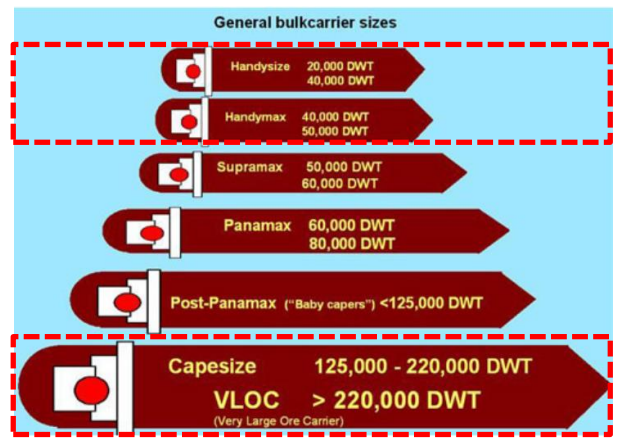 General bulkcarrier sizes
Handysize 20,000 DWT
40,000 DWT
Handymax 40,000 DWT
50,000 DWT
Supramax 50,000 DWT
60,000 DWT
Panamax 60,000 DWT
80,000 DWT
Post-Panamax ("Baby capers") <125,000 DWT
Capesize 125,000 - 220,000 DWT
VLOC > 220,000 DWT
(Very Large Ore Carrier)